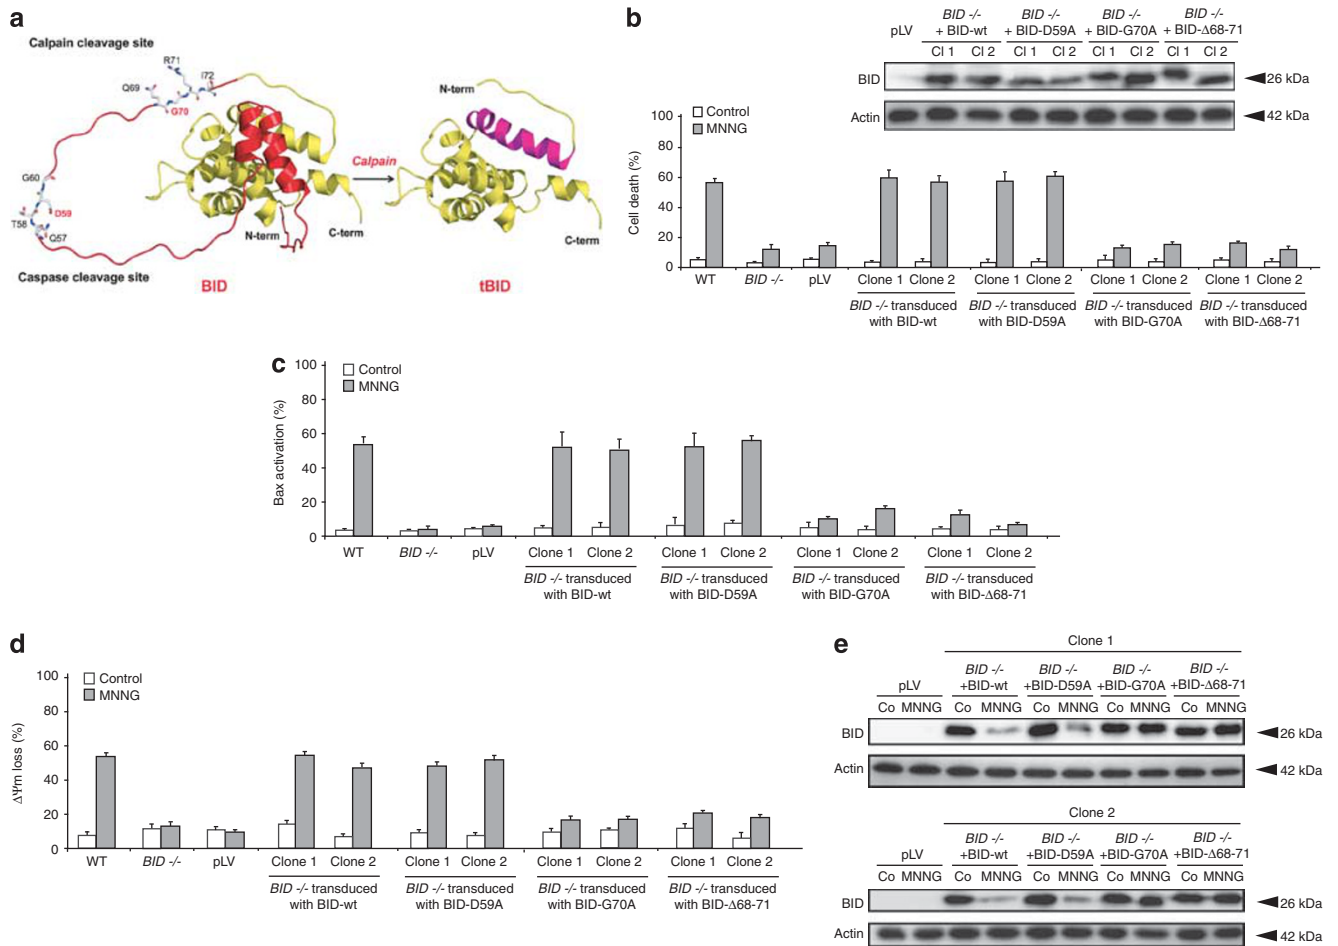 a
Calpain cleavage site
R71
I72
Q69
G70
N-term
Calpain
G60
D59
T58
Q57
N-term
C-term
C-term
Caspase cleavage site
BID
tBID
b
BID -/- BID -/- BID -/- BID -/-
pLV + BID-wt + BID-D59A + BID-G70A + BID-Δ68-71
Cl 1 Cl 2 Cl 1 Cl 2 Cl 1 Cl 2 Cl 1 Cl 2
BID 26 kDa
Actin 42 kDa
Control
MNNG
Cell death (%)
100
80
60
40
20
0
WT BID -/- pLV Clone 1 Clone 2 Clone 1 Clone 2 Clone 1 Clone 2 Clone 1 Clone 2
BID -/- transduced BID -/- transduced BID -/- transduced BID -/- transduced
with BID-wt with BID-D59A with BID-G70A with BID-Δ68-71
c
Control
MNNG
Bax activation (%)
100
80
60
40
20
0
WT BID -/- pLV Clone 1 Clone 2 Clone 1 Clone 2 Clone 1 Clone 2 Clone 1 Clone 2
BID -/- transduced BID -/- transduced BID -/- transduced BID -/- transduced
with BID-wt with BID-D59A with BID-G70A with BID-Δ68-71
d
Control
MNNG
ΔΨm loss (%)
100
80
60
40
20
0
WT BID -/- pLV Clone 1 Clone 2 Clone 1 Clone 2 Clone 1 Clone 2 Clone 1 Clone 2
BID -/- transduced BID -/- transduced BID -/- transduced BID -/- transduced
with BID-wt with BID-D59A with BID-G70A with BID-Δ68-71
e
Clone 1
BID -/- BID -/- BID -/- BID -/-
pLV +BID-wt +BID-D59A +BID-G70A +BID-Δ68-71
Co MNNG Co MNNG Co MNNG Co MNNG Co MNNG
BID 26 kDa
Actin 42 kDa
Clone 2
BID -/- BID -/- BID -/- BID -/-
pLV +BID-wt +BID-D59A +BID-G70A +BID-Δ68-71
Co MNNG Co MNNG Co MNNG Co MNNG Co MNNG
BID 26 kDa
Actin 42 kDa